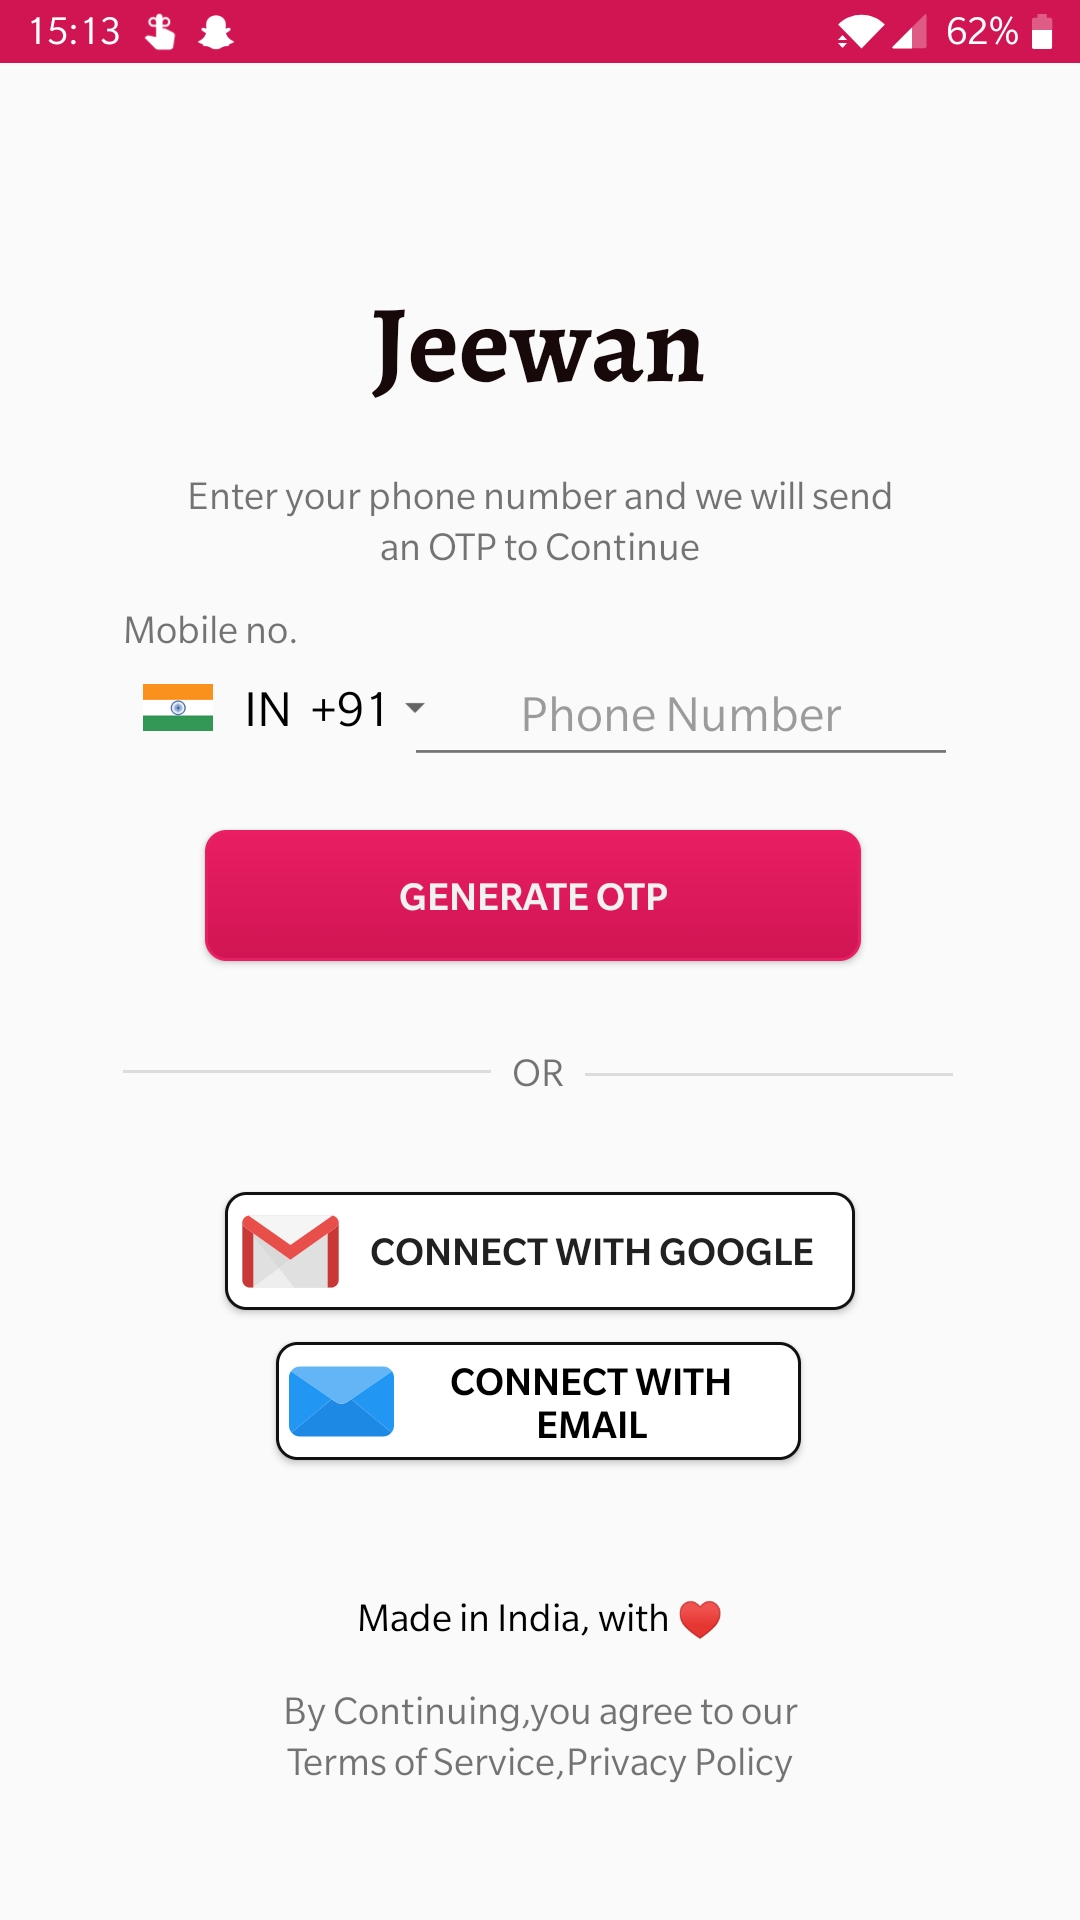 15:13 62%
Jeewan
Enter your phone number and we will send
an OTP to Continue
Mobile no.
IN +91 Phone Number
GENERATE OTP
OR
CONNECT WITH GOOGLE
CONNECT WITH
EMAIL
Made in India, with ❤️
By Continuing,you agree to our
Terms of Service,Privacy Policy